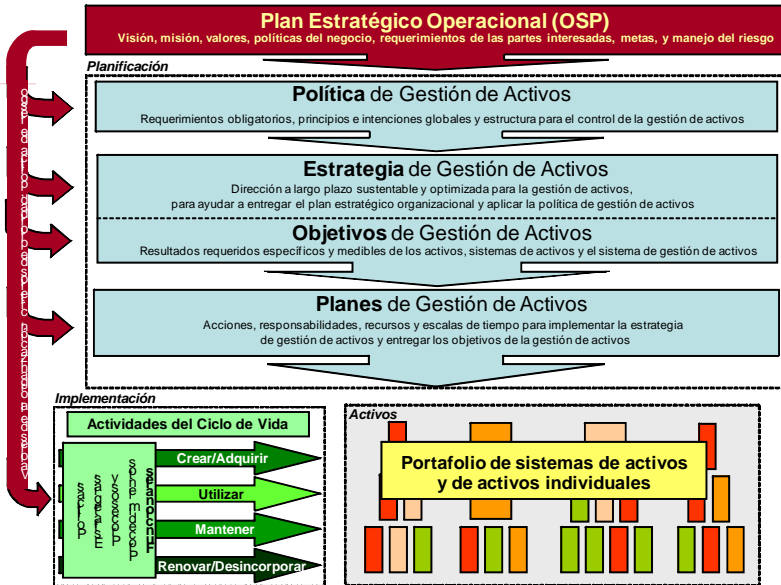 Plan Estratégico Operacional (OSP)
Visión, misión, valores, políticas del negocio, requerimientos de las partes interesadas, metas, y manejo del riesgo
Planificación
Política de Gestión de Activos
Requerimientos obligatorios, principios e intenciones globales y estructura para el control de la gestión de activos
Estrategia de Gestión de Activos
Dirección a largo plazo sustentable y optimizada para la gestión de activos,
para ayudar a entregar el plan estratégico organizacional y aplicar la política de gestión de activos
Objetivos de Gestión de Activos
Resultados requeridos específicos y medibles de los activos, sistemas de activos y el sistema de gestión de activos
Planes de Gestión de Activos
Acciones, responsabilidades, recursos y escalas de tiempo para implementar la estrategia
de gestión de activos y entregar los objetivos de la gestión de activos
Implementación
Actividades del Ciclo de Vida
Crear/Adquirir
Utilizar
Mantener
Renovar/Desincorporar
Activos
Portafolio de sistemas de activos
y de activos individuales